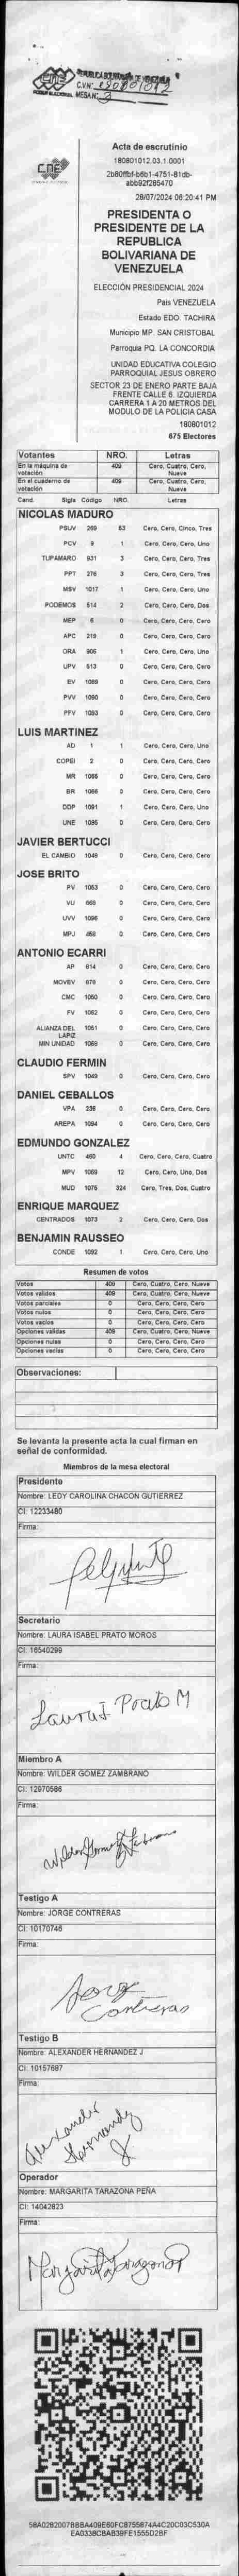 CNE
REPUBLICA BOLIVARIANA DE VENEZUELA
PODER ELECTORAL
C.V.N°: 180801012
MESA N°: 3
CNE
Acta de escrutinio
180801012.03.1.0001
28/07/2024 06:20:41 PM
PRESIDENTA O
PRESIDENTE DE LA
REPUBLICA
BOLIVARIANA DE
VENEZUELA
ELECCIÓN PRESIDENCIAL 2024
Pais VENEZUELA
Estado EDO. TACHIRA
Municipio MP. SAN CRISTOBAL
Parroquia PQ. LA CONCORDIA
UNIDAD EDUCATIVA COLEGIO
PARROQUIAL JESUS OBRERO
SECTOR 23 DE ENERO PARTE BAJA
FRENTE CALLE 6. IZQUIERDA
CARRERA 1 A 20 METROS DEL
MODULO DE LA POLICIA CASA
180801012
675 Electores
Votantes NRO. Letras
En la máquina de votación 409 Cero, Cuatro, Cero, Nueve
En el cuaderno de votación 409 Cero, Cuatro, Cero, Nueve
Cand. Sigla Código NRO. Letras
NICOLAS MADURO
PSUV 269 53 Cero, Cero, Cinco, Tres
PCV 9 1 Cero, Cero, Cero, Uno
TUPAMARO 931 3 Cero, Cero, Cero, Tres
PPT 276 3 Cero, Cero, Cero, Tres
MSV 1017 1 Cero, Cero, Cero, Uno
PODEMOS 514 2 Cero, Cero, Cero, Dos
MEP 6 0 Cero, Cero, Cero, Cero
APC 219 0 Cero, Cero, Cero, Cero
ORA 906 1 Cero, Cero, Cero, Uno
UPV 513 0 Cero, Cero, Cero, Cero
EV 1089 0 Cero, Cero, Cero, Cero
PVV 1090 0 Cero, Cero, Cero, Cero
PFV 1093 0 Cero, Cero, Cero, Cero
LUIS MARTINEZ
AD 1 1 Cero, Cero, Cero, Uno
COPEI 2 0 Cero, Cero, Cero, Cero
MR 1065 0 Cero, Cero, Cero, Cero
BR 1086 0 Cero, Cero, Cero, Cero
DDP 1091 1 Cero, Cero, Cero, Uno
UNE 1095 0 Cero, Cero, Cero, Cero
JAVIER BERTUCCI
EL CAMBIO 1048 0 Cero, Cero, Cero, Cero
JOSE BRITO
PV 1053 0 Cero, Cero, Cero, Cero
VU 868 0 Cero, Cero, Cero, Cero
UVV 1096 0 Cero, Cero, Cero, Cero
MPJ 458 0 Cero, Cero, Cero, Cero
ANTONIO ECARRI
AP 814 0 Cero, Cero, Cero, Cero
MOVEV 879 0 Cero, Cero, Cero, Cero
CMC 1050 0 Cero, Cero, Cero, Cero
FV 1052 0 Cero, Cero, Cero, Cero
ALIANZA DEL LAPIZ 1051 0 Cero, Cero, Cero, Cero
MIN UNIDAD 1068 0 Cero, Cero, Cero, Cero
CLAUDIO FERMIN
SPV 1049 0 Cero, Cero, Cero, Cero
DANIEL CEBALLOS
VPA 236 0 Cero, Cero, Cero, Cero
AREPA 1094 0 Cero, Cero, Cero, Cero
EDMUNDO GONZALEZ
UNTC 460 4 Cero, Cero, Cero, Cuatro
MPV 1059 12 Cero, Cero, Uno, Dos
MUD 1075 324 Cero, Tres, Dos, Cuatro
ENRIQUE MARQUEZ
CENTRADOS 1073 2 Cero, Cero, Cero, Dos
BENJAMIN RAUSSEO
CONDE 1092 1 Cero, Cero, Cero, Uno
Resumen de votos
Votos 409 Cero, Cuatro, Cero, Nueve
Votos validos 409 Cero, Cuatro, Cero, Nueve
Votos parciales 0 Cero, Cero, Cero, Cero
Votos nulos 0 Cero, Cero, Cero, Cero
Votos vacios 0 Cero, Cero, Cero, Cero
Opciones validas 409 Cero, Cuatro, Cero, Nueve
Opciones nulas 0 Cero, Cero, Cero, Cero
Opciones vacias 0 Cero, Cero, Cero, Cero
Observaciones:
Se levanta la presente acta la cual firman en
señal de conformidad.
Miembros de la mesa electoral
Presidente
Nombre: LEDY CAROLINA CHACON GUTIERREZ
CI: 12233480
Firma:
Secretario
Nombre: LAURA ISABEL PRATO MOROS
CI: 16540299
Firma:
Laura I Prato M
Miembro A
Nombre: WILDER GOMEZ ZAMBRANO
CI: 12970586
Firma:
Wilder Gomez Zambrano
Testigo A
Nombre: JORGE CONTRERAS
CI: 10170746
Firma:
Jorge
Contreras
Testigo B
Nombre: ALEXANDER HERNANDEZ J
CI: 10157687
Firma:
Alexander
Hernandez
J
Operador
Nombre: MARGARITA TARAZONA PEÑA
CI: 14042823
Firma:
Margarita Tarazona P